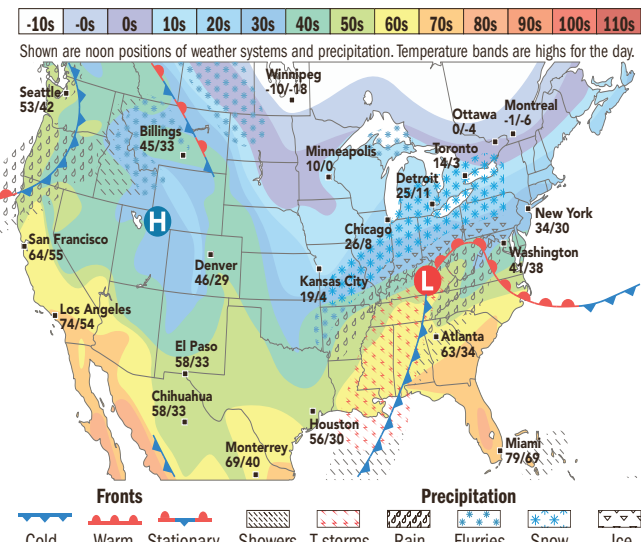 -10s -0s 0s 10s 20s 30s 40s 50s 60s 70s 80s 90s 100s 110s
Shown are noon positions of weather systems and precipitation. Temperature bands are highs for the day.
Winnipeg
-10/-18
Seattle
53/42
Ottawa
0/-4
Montreal
-1/-6
Billings
45/33
Minneapolis
10/0
Toronto
14/3
Detroit
25/11
H
New York
34/30
Chicago
26/8
San Francisco
64/55
Washington
41/38
Denver
46/29
Kansas City
19/4
L
Los Angeles
74/54
Atlanta
63/34
El Paso
58/33
Chihuahua
58/33
Houston
56/30
Monterrey
69/40
Miami
79/69
Fronts
Precipitation
Cold Warm Stationary Showers T-storms Rain Flurries Snow Ice